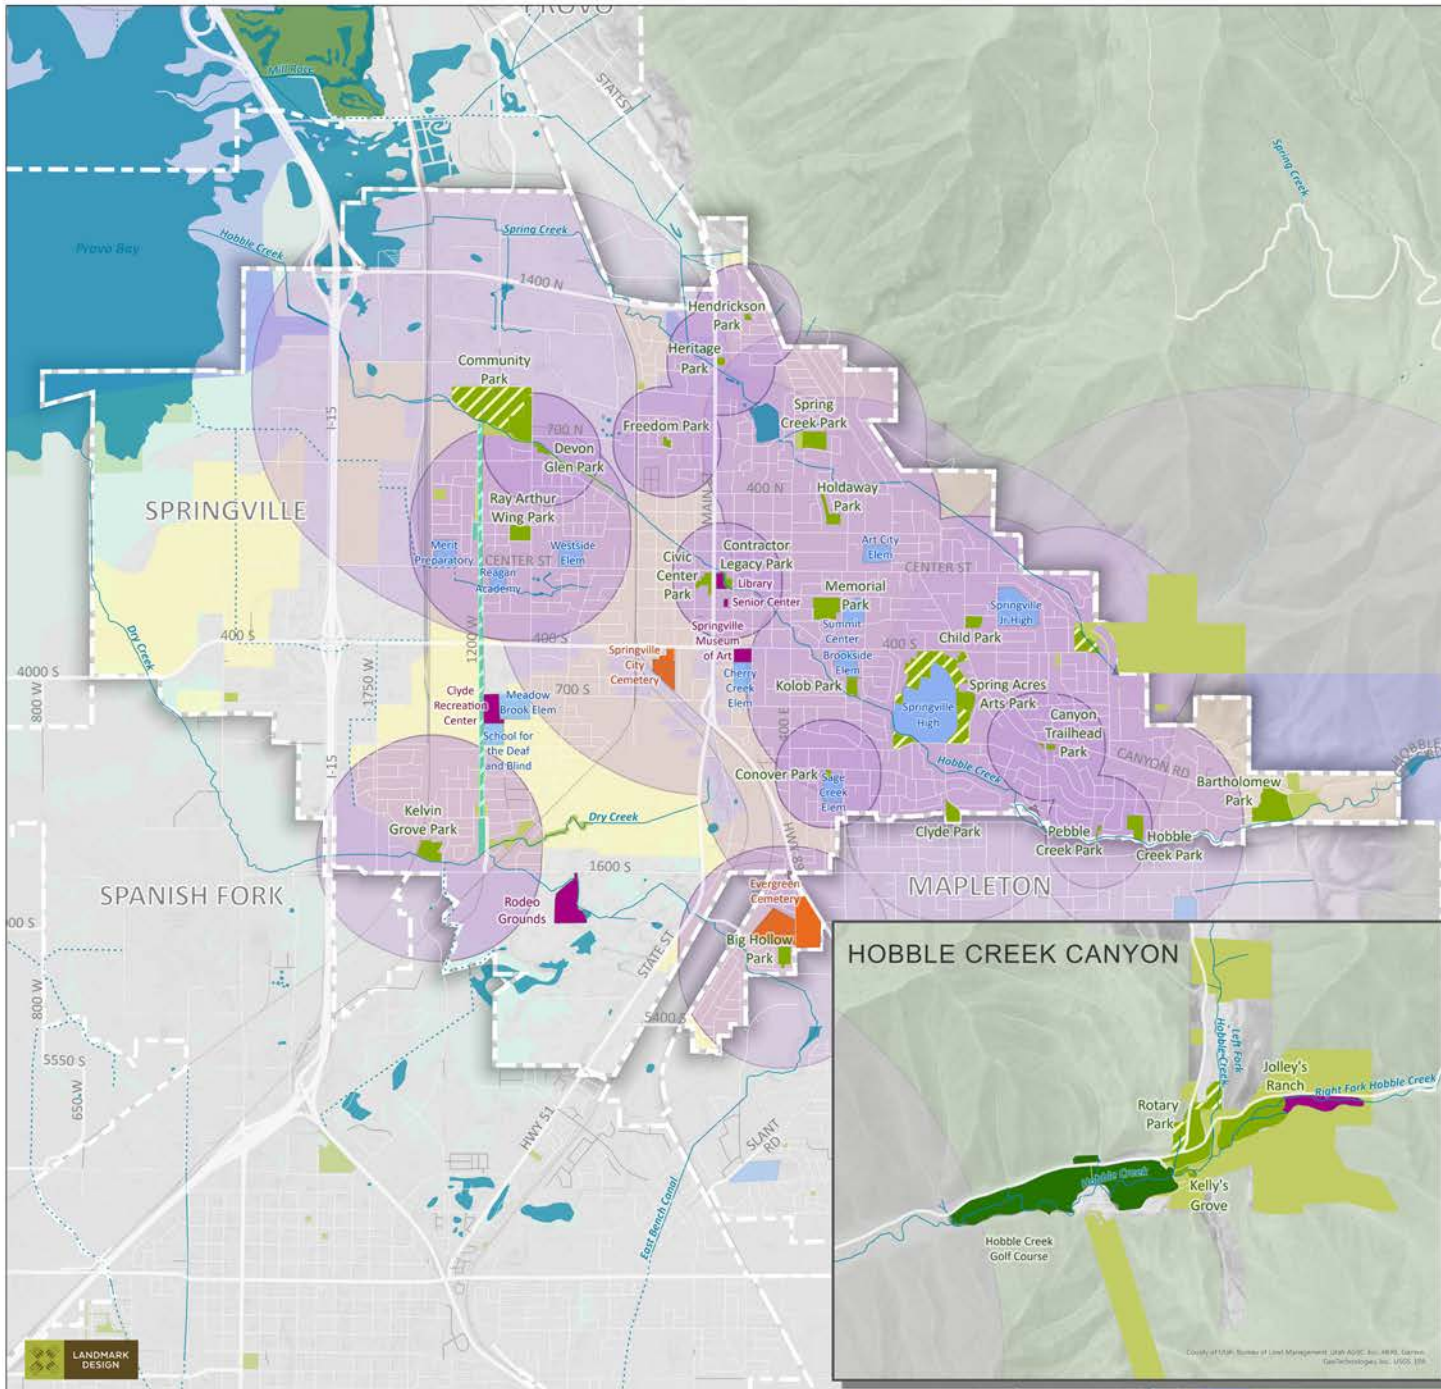 PROVO
Mill Race
STATE ST
Spring Creek
Provo Bay
Hobble Creek
Spring Creek
1400 N
Hendrickson
Park
Heritage
Park
Community
Park
I-15
700 N
Devon
Glen Park
Freedom Park
Spring
Creek Park
MAIN ST
400 N
Holdaway
Park
SPRINGVILLE
Ray Arthur
Wing Park
Merit
Preparatory
CENTER ST
Westside
Elem
Reagan
Academy
Civic
Center
Park
Contractor
Legacy Park
Library
Senior Center
Art City
Elem
CENTER ST
Memorial
Park
Springville
Jr High
Dry Creek
400 S
1200 W
400 S
Springville
City
Cemetery
Springville
Museum
of Art
Summit
Center
Brookside
Elem
400 S
Child Park
4000 S
800 W
1750 W
700 S
Clyde
Recreation
Center
Meadow
Brook Elem
School for
the Deaf
and Blind
Cherry
Creek
Elem
Kolob Park
400 E
Springville
High
Spring Acres
Arts Park
Canyon
Trailhead
Park
CANYON RD
I-15
Hobble Creek
HOBBLE
Conover Park
Sage
Creek
Elem
Bartholomew
Park
Kelvin
Grove Park
Dry Creek
HWY 89
Clyde Park
Pebble
Creek Park
Hobble
Creek Park
1600 S
SPANISH FORK
Rodeo
Grounds
Evergreen
Cemetery
MAPLETON
00 S
STATE ST
Big Hollow
Park
HOBBLE CREEK CANYON
800 W
5400 S
5550 S
650 W
HWY 51
SLANT
RD
East Bench Canal
Left Fork
Hobble Creek
Jolley's
Ranch
Right Fork Hobble Creek
Rotary
Park
Hobble Creek
Kelly's
Grove
Hobble Creek
Golf Course
LANDMARK
DESIGN